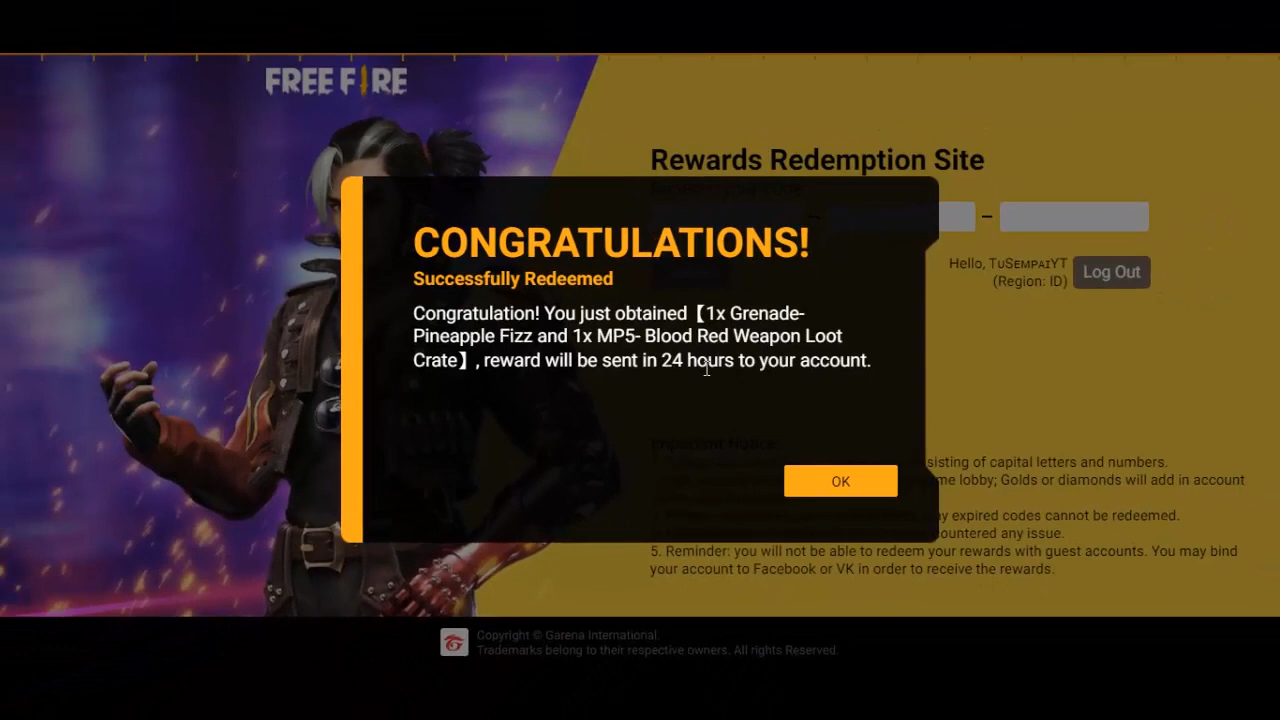 FREE FIRE
Rewards Redemption Site
CONGRATULATIONS!
Successfully Redeemed
Congratulation! You just obtained【1x Grenade-
Pineapple Fizz and 1x MP5- Blood Red Weapon Loot
Crate】, reward will be sent in 24 hours to your account.
OK
Hello, TᴜSᴇᴍᴘᴀɪYT
(Region: ID)
Log Out
Important Notice
sisting of capital letters and numbers.
me lobby; Golds or diamonds will add in account
expired codes cannot be redeemed.
countered any issue.
5. Reminder: you will not be able to redeem your rewards with guest accounts. You may bind
your account to Facebook or VK in order to receive the rewards.
Copyright © Garena International.
Trademarks belong to their respective owners. All rights Reserved.